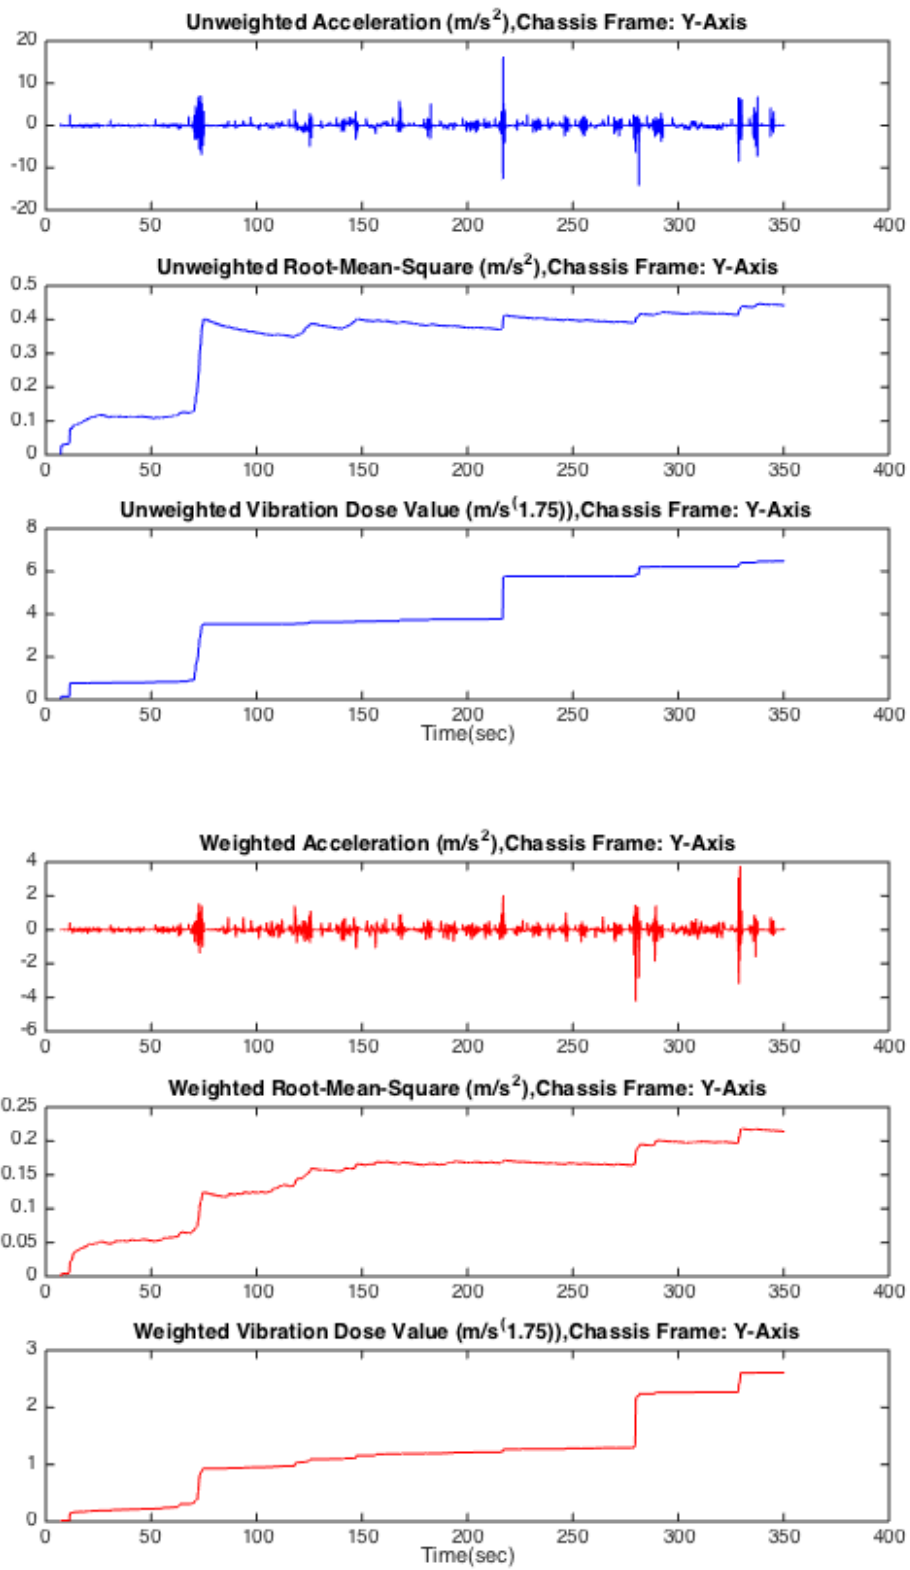 Unweighted Acceleration (m/s²),Chassis Frame: Y-Axis
20
10
0
-10
-20
0 50 100 150 200 250 300 350 400
Unweighted Root-Mean-Square (m/s²),Chassis Frame: Y-Axis
0.5
0.4
0.3
0.2
0.1
0
0 50 100 150 200 250 300 350 400
Unweighted Vibration Dose Value (m/s⁽1.75)),Chassis Frame: Y-Axis
8
6
4
2
0
0 50 100 150 200 250 300 350 400
Time(sec)
Weighted Acceleration (m/s²),Chassis Frame: Y-Axis
4
2
0
-2
-4
-6
0 50 100 150 200 250 300 350 400
Weighted Root-Mean-Square (m/s²),Chassis Frame: Y-Axis
0.25
0.2
0.15
0.1
0.05
0
0 50 100 150 200 250 300 350 400
Weighted Vibration Dose Value (m/s⁽1.75)),Chassis Frame: Y-Axis
3
2
1
0
0 50 100 150 200 250 300 350 400
Time(sec)